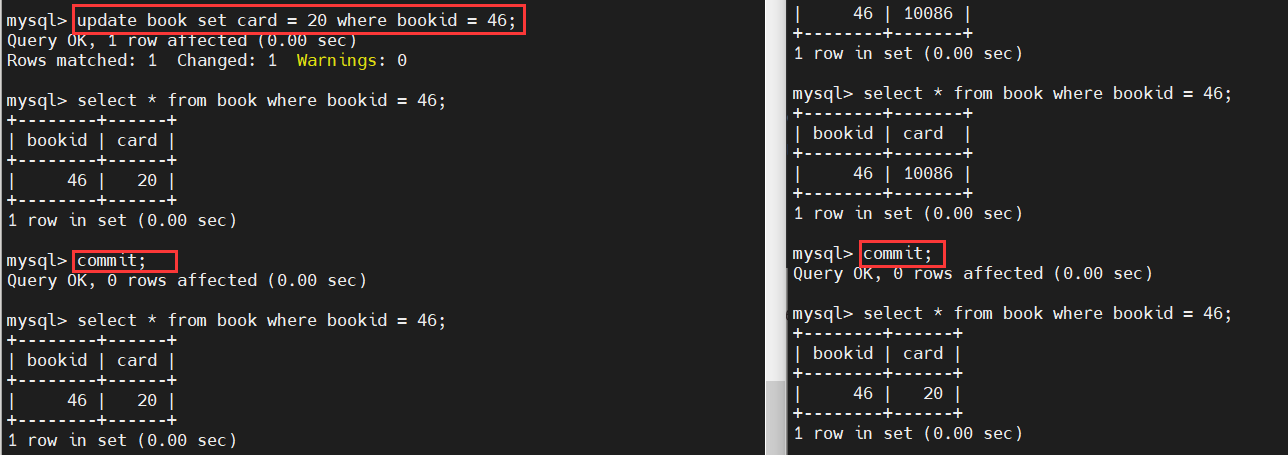 mysql> update book set card = 20 where bookid = 46;
Query OK, 1 row affected (0.00 sec)
Rows matched: 1  Changed: 1  Warnings: 0
mysql> select * from book where bookid = 46;
+--------+------+
| bookid | card |
+--------+------+
|     46 |   20 |
+--------+------+
1 row in set (0.00 sec)
mysql> commit;
Query OK, 0 rows affected (0.00 sec)
mysql> select * from book where bookid = 46;
+--------+------+
| bookid | card |
+--------+------+
|     46 |   20 |
+--------+------+
1 row in set (0.00 sec)
|     46 | 10086 |
+--------+-------+
1 row in set (0.00 sec)
mysql> select * from book where bookid = 46;
+--------+-------+
| bookid | card  |
+--------+-------+
|     46 | 10086 |
+--------+-------+
1 row in set (0.00 sec)
mysql> commit;
Query OK, 0 rows affected (0.00 sec)
mysql> select * from book where bookid = 46;
+--------+------+
| bookid | card |
+--------+------+
|     46 |   20 |
+--------+------+
1 row in set (0.00 sec)